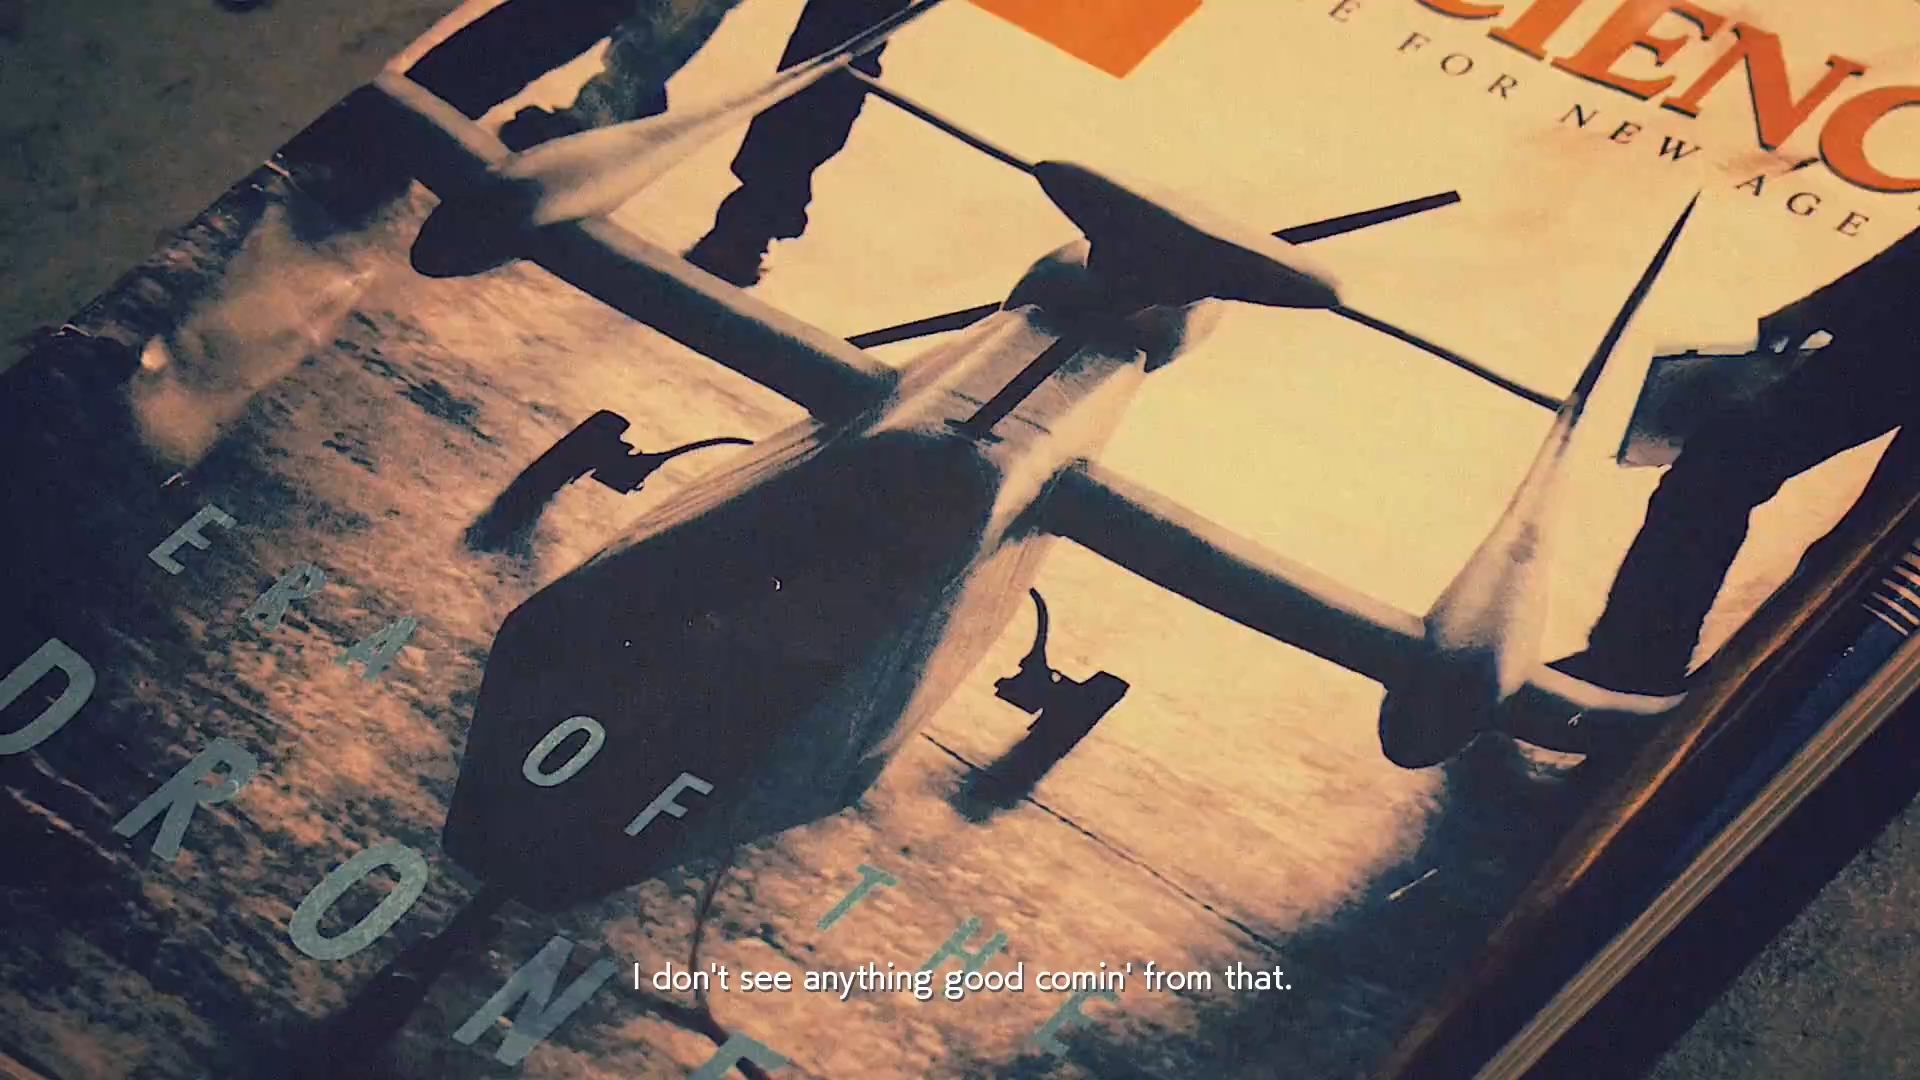 CIENC
E FOR NEW AGE
ERA
OF
THE
DRONE
I don't see anything good comin' from that.